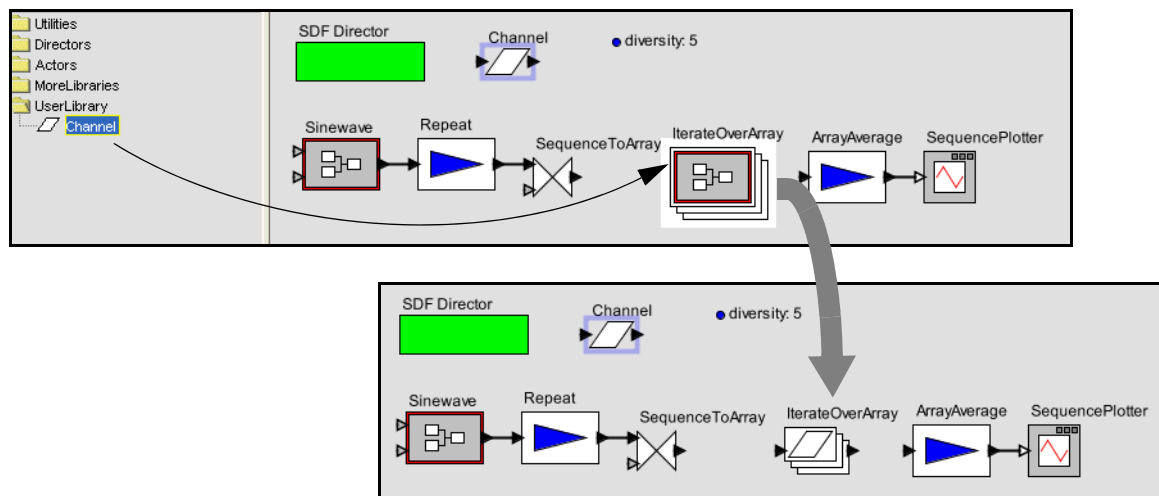 Utilities
Directors
Actors
MoreLibraries
UserLibrary
Channel
SDF Director
Channel
diversity: 5
Sinewave
Repeat
SequenceToArray
IterateOverArray
ArrayAverage
SequencePlotter
SDF Director
Channel
diversity: 5
Sinewave
Repeat
SequenceToArray
IterateOverArray
ArrayAverage
SequencePlotter